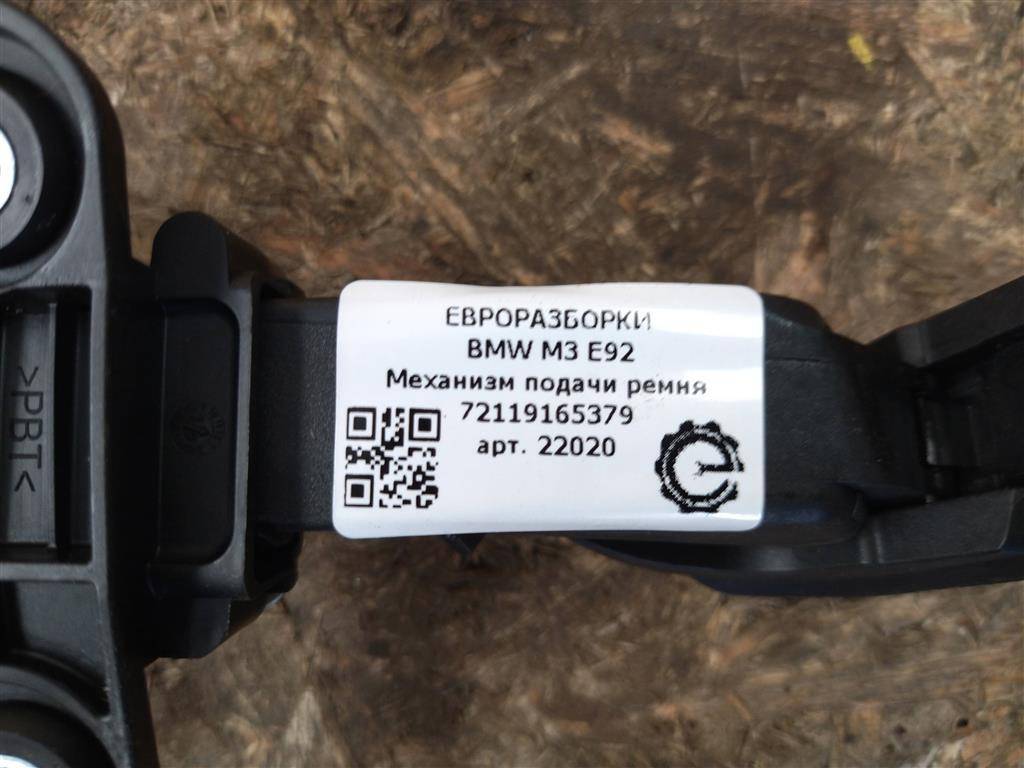 ЕВРОРАЗБОРКИ
BMW M3 E92
Механизм подачи ремня
72119165379
арт. 22020
>PBT<